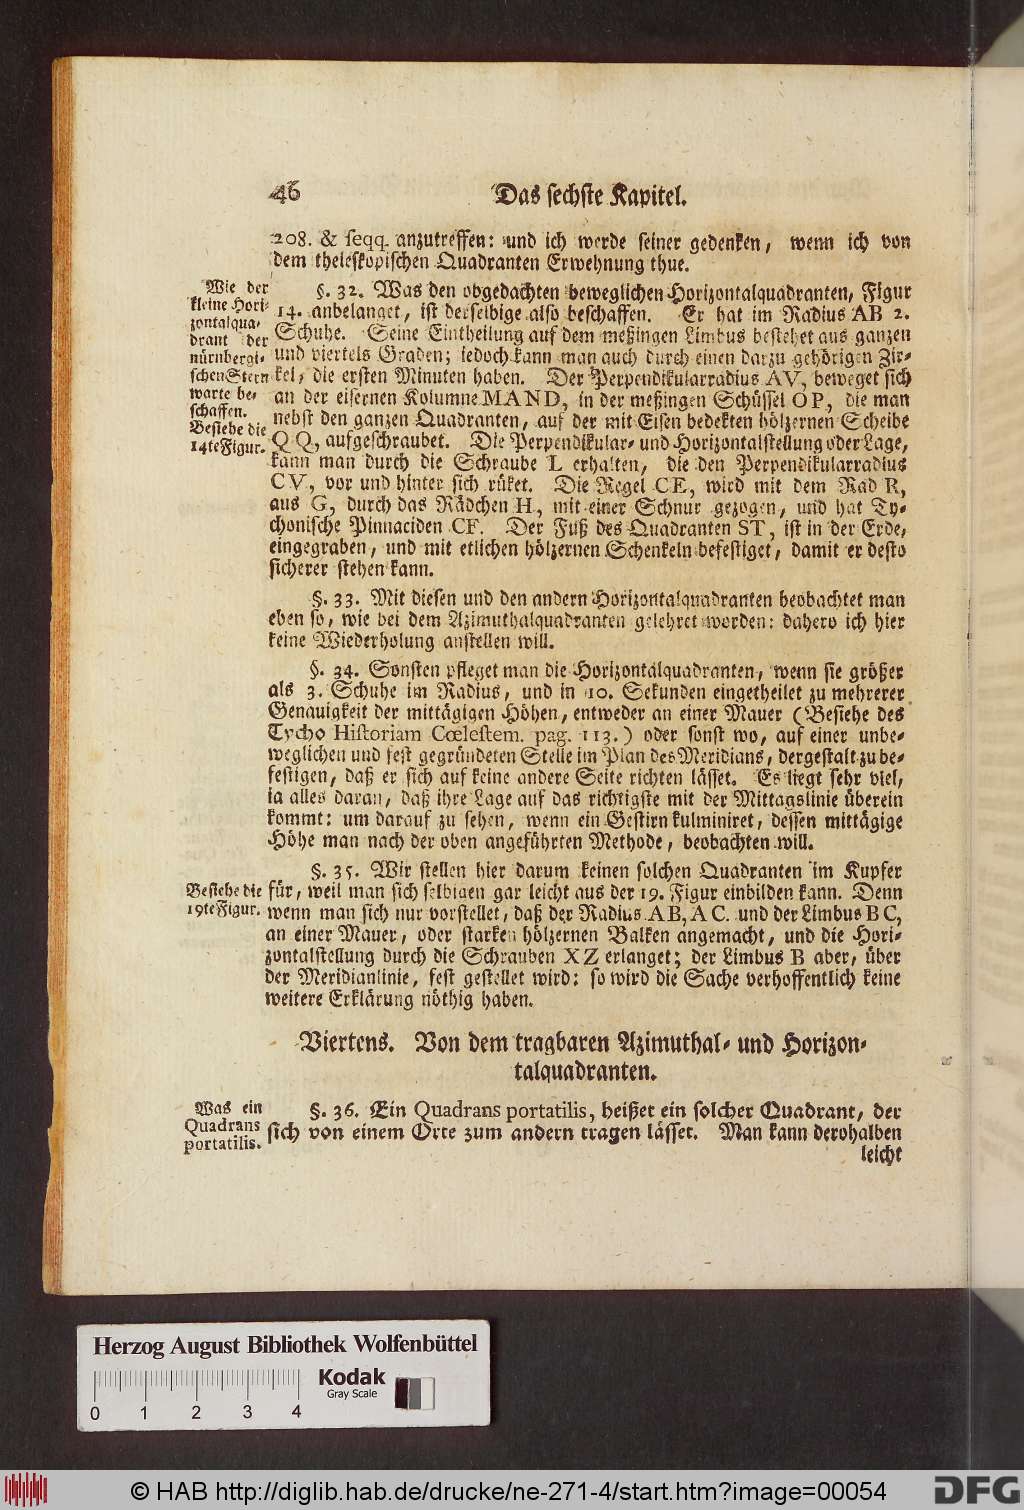 46 Das sechste Kapitel.
208. & seqq. anzutreffen: und ich werde seiner gedenken, wenn ich von
dem theleskopischen Quadranten Erwehnung thue.
Wie der
kleine Hori-
zontalqua-
drant der
nürnbergi-
schen Stern
warte be-
schaffen.
Besiehe die
14te Figur.
§. 32. Was den obgedachten beweglichen Horizontalquadranten, Figur
14. anbelanget, ist derselbige also beschaffen. Er hat im Radius AB 2.
Schuhe. Seine Eintheilung auf dem meßingen Limbus bestehet aus ganzen
und viertels Graden; iedoch kann man auch durch einen darzu gehörigen Zir-
kel, die ersten Minuten haben. Der Perpendikularradius AV, beweget sich
an der eisernen Kolumne MAND, in der meßingen Schüssel OP, die man
nebst den ganzen Quadranten, auf der mit Eisen bedekten hölzernen Scheibe
QQ, aufgeschraubet. Die Perpendikular- und Horizontalstellung oder Lage,
kann man durch die Schraube L erhalten, die den Perpendikularradius
CV, vor und hinter sich rüket. Die Regel CE, wird mit dem Rad R,
aus G, durch das Rädchen H, mit einer Schnur gezogen, und hat Ty-
chonische Pinnaciden CF. Der Fuß des Quadranten ST, ist in der Erde,
eingegraben, und mit etlichen hölzernen Schenkeln befestiget, damit er desto
sicherer stehen kann.
§. 33. Mit diesen und den andern Horizontalquadranten beobachtet man
eben so, wie bei dem Azimuthalquadranten gelehret worden: dahero ich hier
keine Wiederholung anstellen will.
§. 34. Sonsten pfleget man die Horizontalquadranten, wenn sie größer
als 3. Schuhe im Radius, und in 10. Sekunden eingetheilet zu mehrerer
Genauigkeit der mittägigen Höhen, entweder an einer Mauer (Besiehe des
Tycho Historiam Cœlestem. pag. 113.) oder sonst wo, auf einer unbe-
weglichen und fest gegründeten Stelle im Plan des Meridians, dergestalt zu be-
festigen, daß er sich auf keine andere Seite richten lässet. Es liegt sehr viel,
ia alles daran, daß ihre Lage auf das richtigste mit der Mittagslinie überein
kommt: um darauf zu sehen, wenn ein Gestirn kulminiret, dessen mittägige
Höhe man nach der oben angeführten Methode, beobachten will.
§. 35. Wir stellen hier darum keinen solchen Quadranten im Kupfer
Besiehe die
19te Figur.
für, weil man sich selbigen gar leicht aus der 19. Figur einbilden kann. Denn
wenn man sich nur vorstellet, daß der Radius AB, AC. und der Limbus BC,
an einer Mauer, oder starken hölzernen Balken angemacht, und die Hori-
zontalstellung durch die Schrauben XZ erlanget; der Limbus B aber, über
der Meridianlinie, fest gestellet wird: so wird die Sache verhoffentlich keine
weitere Erklärung nöthig haben.
Viertens. Von dem tragbaren Azimuthal- und Horizon-
talquadranten.
Was ein
Quadrans
portatilis.
§. 36. Ein Quadrans portatilis, heißet ein solcher Quadrant, der
sich von einem Orte zum andern tragen lässet. Man kann derohalben
leicht
Herzog August Bibliothek Wolfenbüttel
Kodak
Gray Scale
0 1 2 3 4
© HAB http://diglib.hab.de/drucke/ne-271-4/start.htm?image=00054
DFG